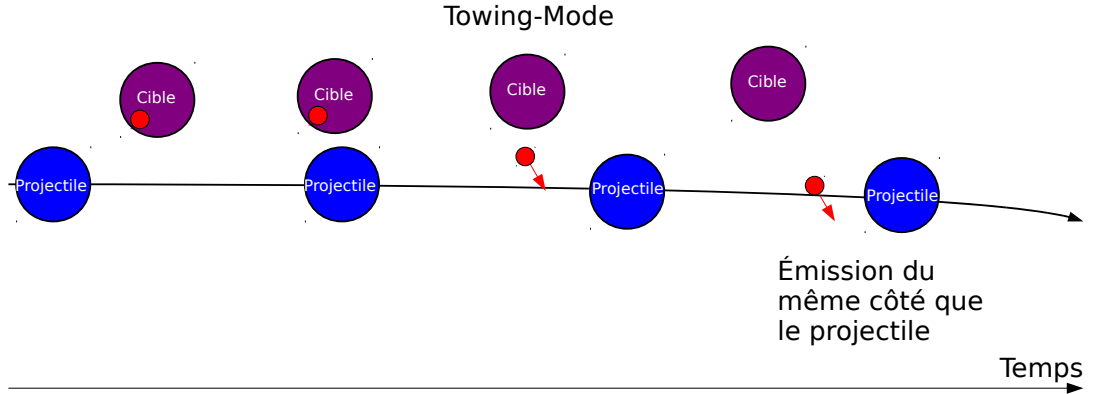 Towing-Mode
Cible
Cible
Cible
Cible
Projectile
Projectile
Projectile
Projectile
Émission du
même côté que
le projectile
Temps